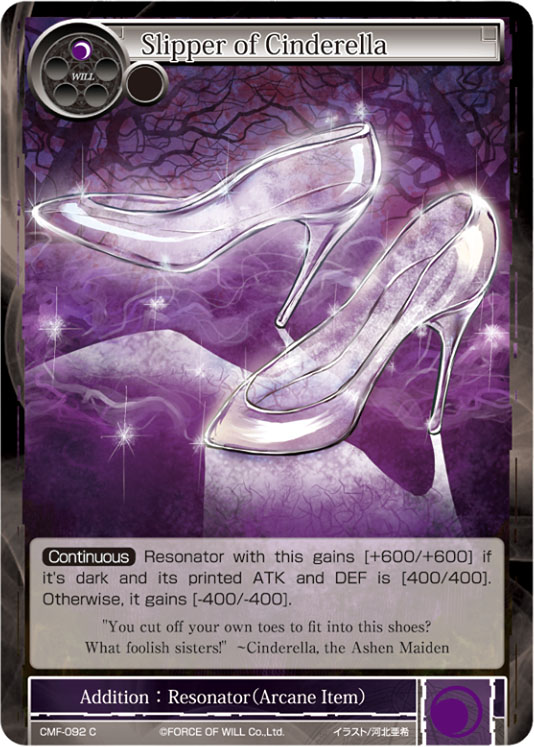 Slipper of Cinderella
WILL
Continuous Resonator with this gains [+600/+600] if
it's dark and its printed ATK and DEF is [400/400].
Otherwise, it gains [-400/-400].
"You cut off your own toes to fit into this shoes?
What foolish sisters!" ~Cinderella, the Ashen Maiden
Addition : Resonator(Arcane Item)
CMF-092 C ©FORCE OF WILL Co.,Ltd. イラスト/河北亜希